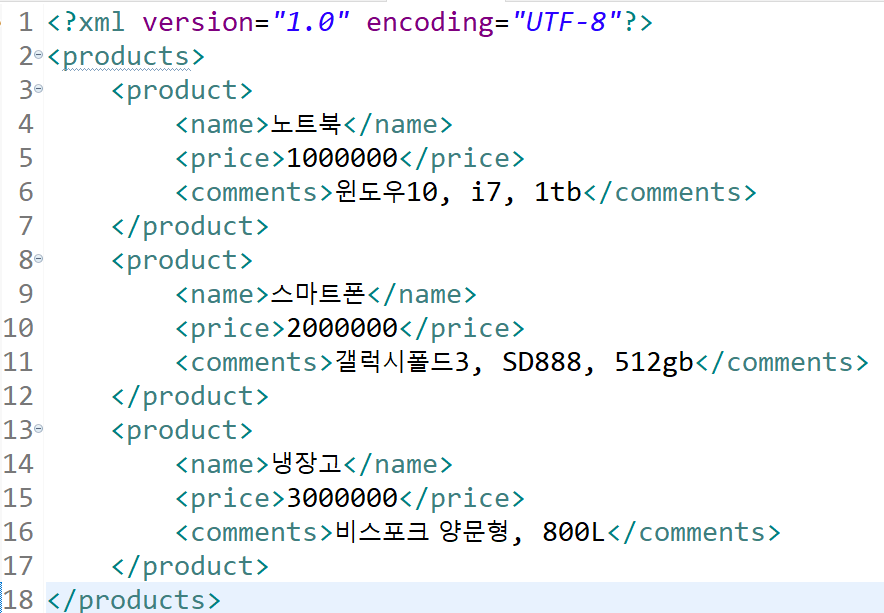 1 <?xml version="1.0" encoding="UTF-8"?>
2 <products>
3     <product>
4         <name>노트북</name>
5         <price>1000000</price>
6         <comments>윈도우10, i7, 1tb</comments>
7     </product>
8     <product>
9         <name>스마트폰</name>
10         <price>2000000</price>
11         <comments>갤럭시폴드3, SD888, 512gb</comments>
12     </product>
13     <product>
14         <name>냉장고</name>
15         <price>3000000</price>
16         <comments>비스포크 양문형, 800L</comments>
17     </product>
18 </products>